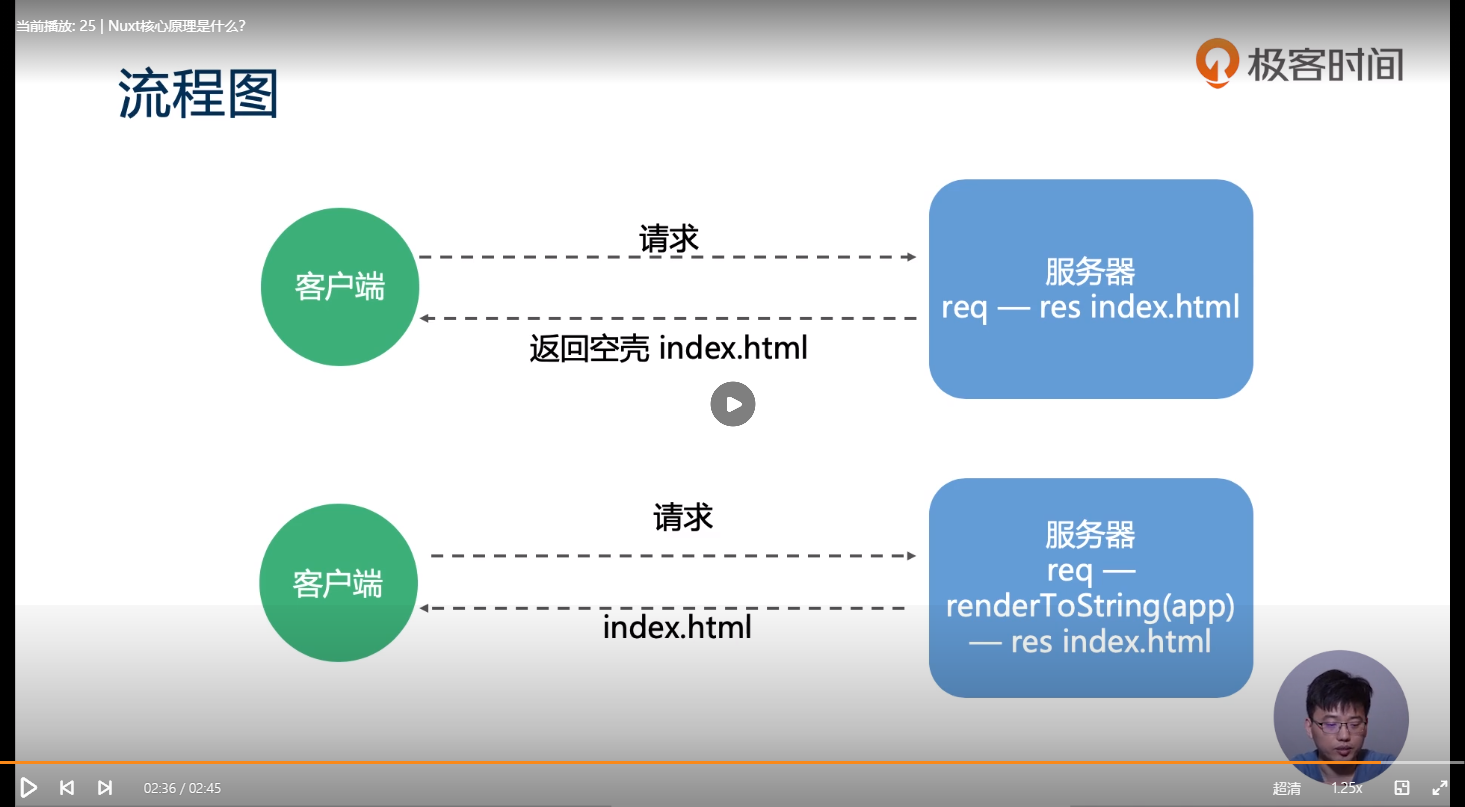 当前播放: 25 | Nuxt核心原理是什么?
极客时间
流程图
客户端
请求
返回空壳 index.html
服务器
req — res index.html
客户端
请求
index.html
服务器
req —
renderToString(app)
— res index.html
02:36 / 02:45
超清
1.25x